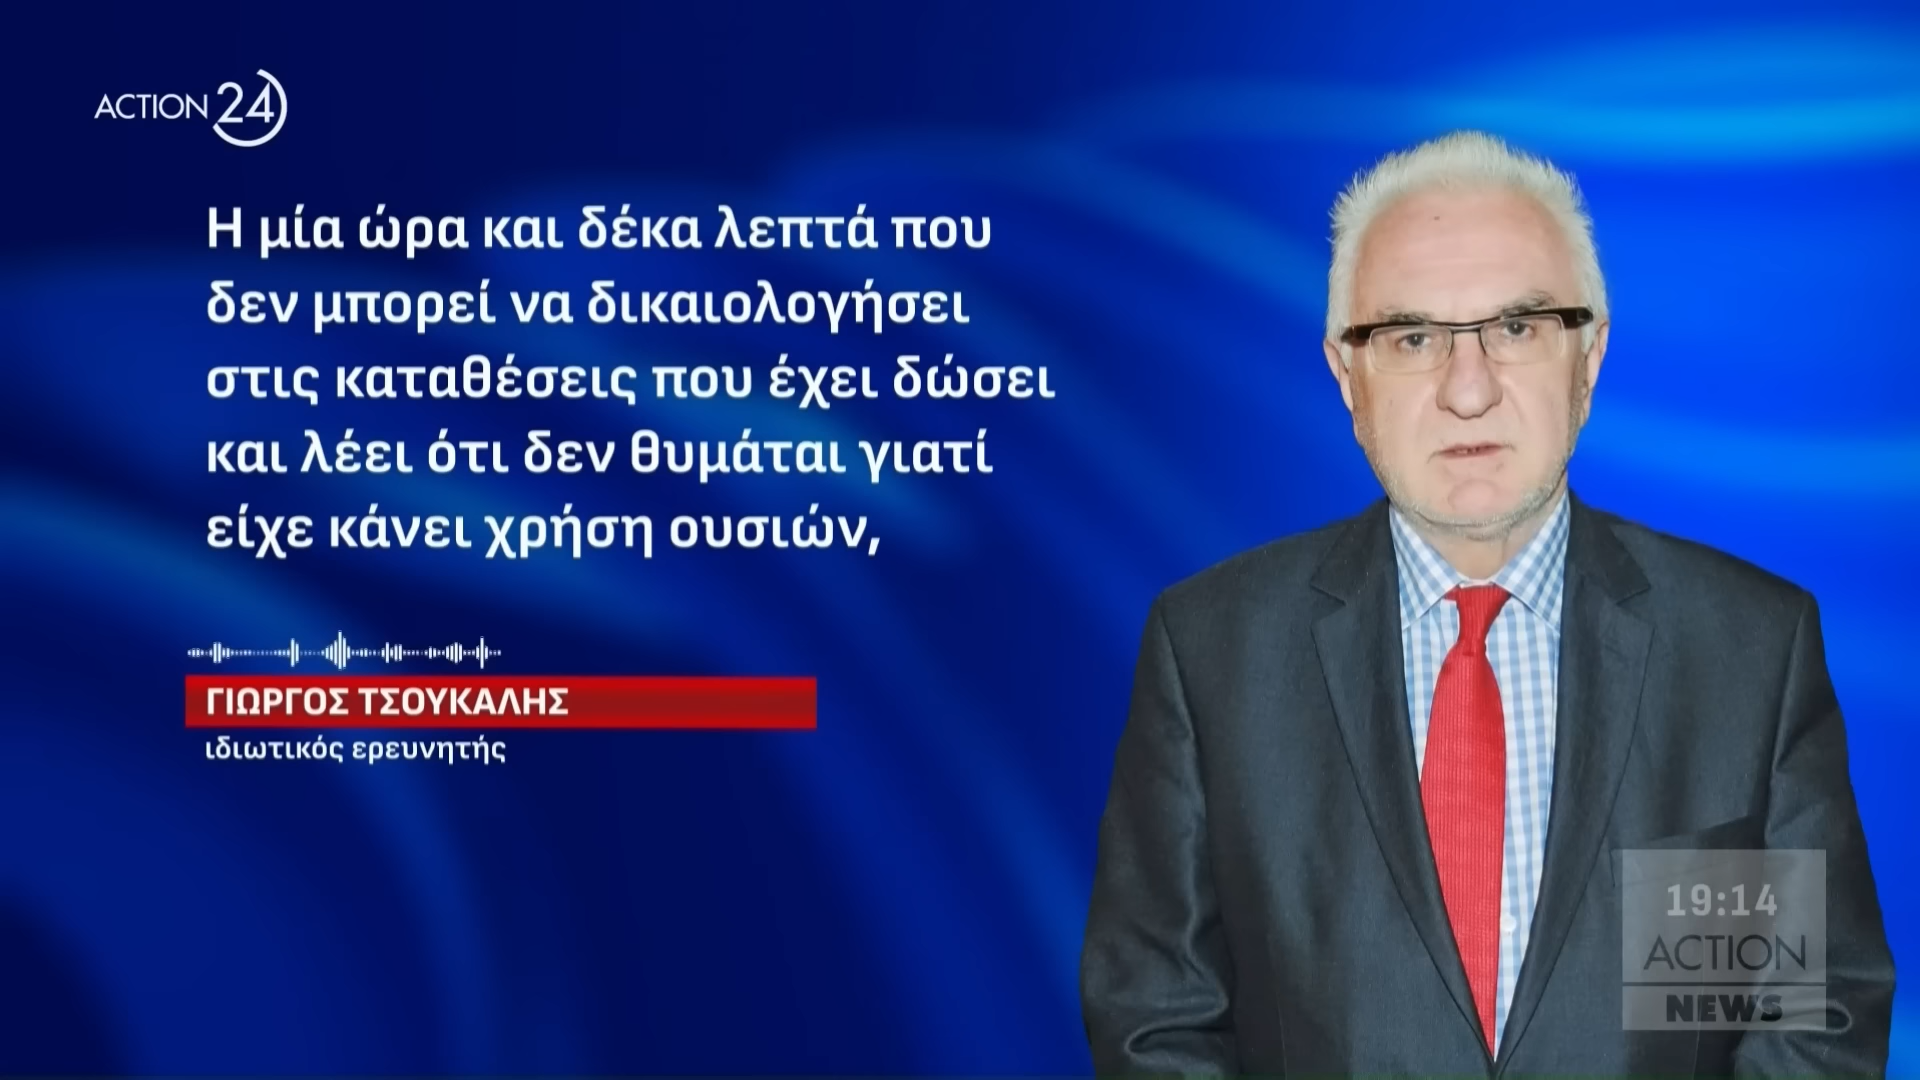 ACTION 24
Η μία ώρα και δέκα λεπτά που
δεν μπορεί να δικαιολογήσει
στις καταθέσεις που έχει δώσει
και λέει ότι δεν θυμάται γιατί
είχε κάνει χρήση ουσιών,
ΓΙΩΡΓΟΣ ΤΣΟΥΚΑΛΗΣ
ιδιωτικός ερευνητής
19:14
ACTION
NEWS